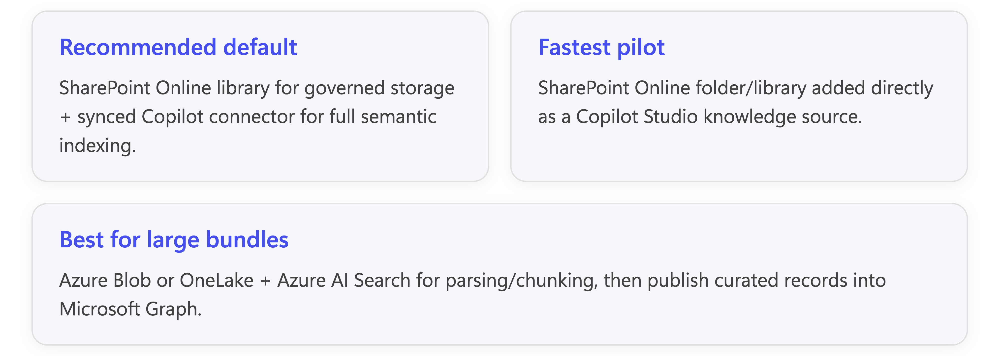 Recommended default
SharePoint Online library for governed storage
+ synced Copilot connector for full semantic
indexing.
Fastest pilot
SharePoint Online folder/library added directly
as a Copilot Studio knowledge source.
Best for large bundles
Azure Blob or OneLake + Azure AI Search for parsing/chunking, then publish curated records into
Microsoft Graph.